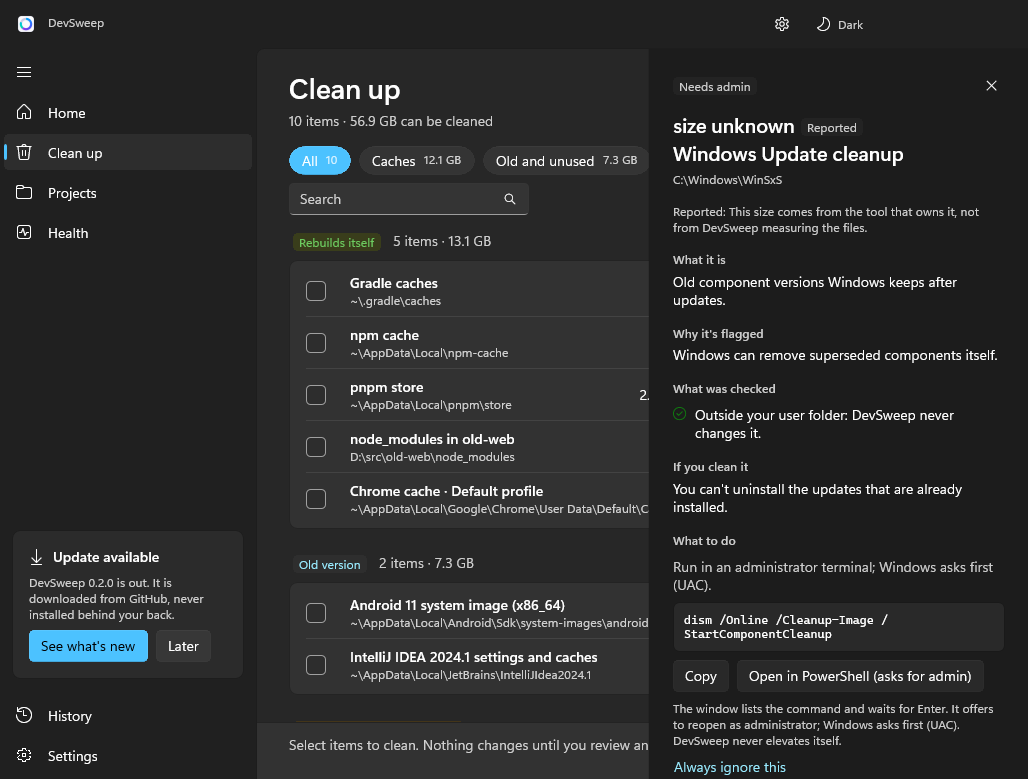 DevSweep
Dark
Home
Clean up
Projects
Health
Update available
DevSweep 0.2.0 is out. It is
downloaded from GitHub, never
installed behind your back.
See what's new
Later
History
Settings
Clean up
10 items · 56.9 GB can be cleaned
All 10
Caches 12.1 GB
Old and unused 7.3 GB
Search
Rebuilds itself
5 items · 13.1 GB
Gradle caches
~\.gradle\caches
npm cache
~\AppData\Local\npm-cache
pnpm store
~\AppData\Local\pnpm\store
2.
node_modules in old-web
D:\src\old-web\node_modules
Chrome cache · Default profile
~\AppData\Local\Google\Chrome\User Data\Default\C
Old version
2 items · 7.3 GB
Android 11 system image (x86_64)
~\AppData\Local\Android\Sdk\system-images\android
IntelliJ IDEA 2024.1 settings and caches
~\AppData\Local\JetBrains\IntelliJIdea2024.1
Select items to clean. Nothing changes until you review an
Needs admin
size unknown Reported
Windows Update cleanup
C:\Windows\WinSxS
Reported: This size comes from the tool that owns it, not
from DevSweep measuring the files.
What it is
Old component versions Windows keeps after
updates.
Why it's flagged
Windows can remove superseded components itself.
What was checked
Outside your user folder: DevSweep never
changes it.
If you clean it
You can't uninstall the updates that are already
installed.
What to do
Run in an administrator terminal; Windows asks first
(UAC).
dism /Online /Cleanup-Image /
StartComponentCleanup
Copy
Open in PowerShell (asks for admin)
The window lists the command and waits for Enter. It offers
to reopen as administrator; Windows asks first (UAC).
DevSweep never elevates itself.
Always ignore this